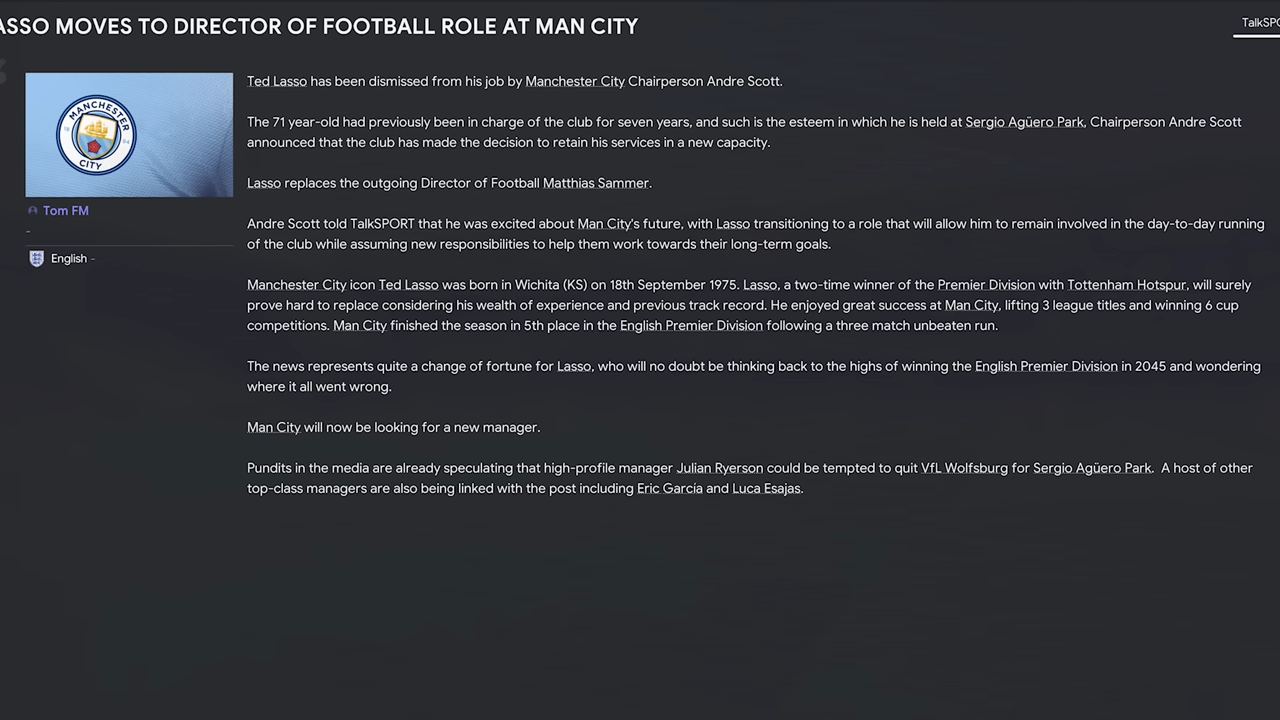 ASSO MOVES TO DIRECTOR OF FOOTBALL ROLE AT MAN CITY
TalkSPO
MANCHESTER
CITY
Tom FM
-
English -
Ted Lasso has been dismissed from his job by Manchester City Chairperson Andre Scott.
The 71 year-old had previously been in charge of the club for seven years, and such is the esteem in which he is held at Sergio Agüero Park, Chairperson Andre Scott
announced that the club has made the decision to retain his services in a new capacity.
Lasso replaces the outgoing Director of Football Matthias Sammer.
Andre Scott told TalkSPORT that he was excited about Man City's future, with Lasso transitioning to a role that will allow him to remain involved in the day-to-day running
of the club while assuming new responsibilities to help them work towards their long-term goals.
Manchester City icon Ted Lasso was born in Wichita (KS) on 18th September 1975. Lasso, a two-time winner of the Premier Division with Tottenham Hotspur, will surely
prove hard to replace considering his wealth of experience and previous track record. He enjoyed great success at Man City, lifting 3 league titles and winning 6 cup
competitions. Man City finished the season in 5th place in the English Premier Division following a three match unbeaten run.
The news represents quite a change of fortune for Lasso, who will no doubt be thinking back to the highs of winning the English Premier Division in 2045 and wondering
where it all went wrong.
Man City will now be looking for a new manager.
Pundits in the media are already speculating that high-profile manager Julian Ryerson could be tempted to quit VfL Wolfsburg for Sergio Agüero Park. A host of other
top-class managers are also being linked with the post including Eric García and Luca Esajas.